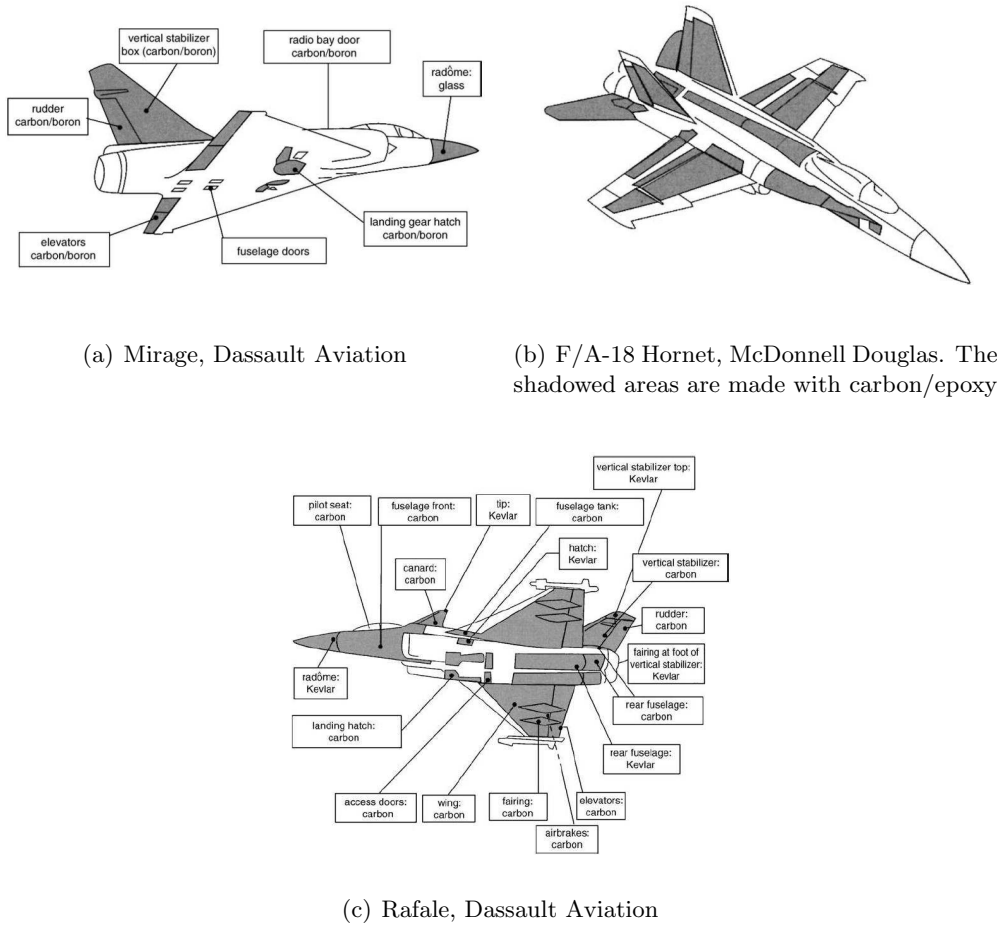 vertical stabilizer
box (carbon/boron)
radio bay door
carbon/boron
radôme:
glass
rudder
carbon/boron
landing gear hatch
carbon/boron
elevators
carbon/boron
fuselage doors
(a) Mirage, Dassault Aviation
(b) F/A-18 Hornet, McDonnell Douglas. The
shadowed areas are made with carbon/epoxy
vertical stabilizer top:
Kevlar
pilot seat:
carbon
fuselage front:
carbon
tip:
Kevlar
fuselage tank:
carbon
hatch:
Kevlar
canard:
carbon
vertical stabilizer:
carbon
rudder:
carbon
fairing at foot of
vertical stabilizer:
Kevlar
radôme:
Kevlar
rear fuselage:
carbon
landing hatch:
carbon
rear fuselage:
Kevlar
access doors:
carbon
wing:
carbon
fairing:
carbon
elevators:
carbon
airbrakes:
carbon
(c) Rafale, Dassault Aviation